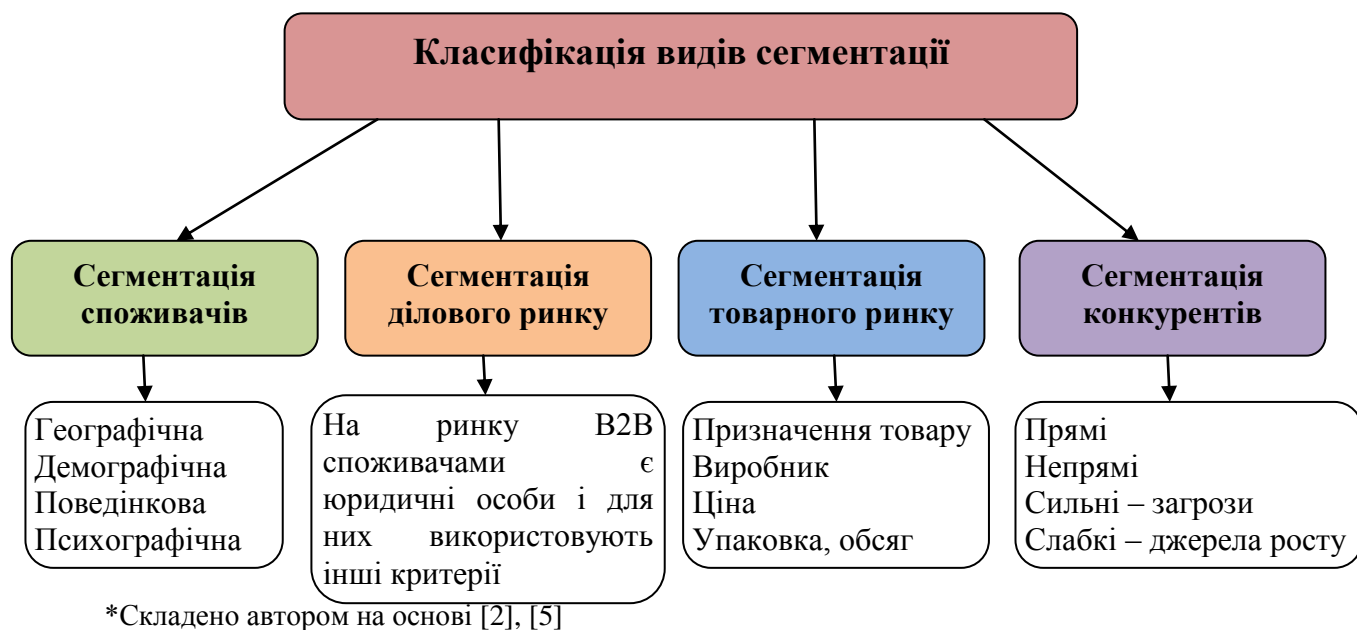 Класифікація видів сегментації
Сегментація
споживачів
Сегментація
ділового ринку
Сегментація
товарного ринку
Сегментація
конкурентів
Географічна
Демографічна
Поведінкова
Психографічна
На ринку B2B
споживачами є
юридичні особи і для
них використовують
інші критерії
Призначення товару
Виробник
Ціна
Упаковка, обсяг
Прямі
Непрямі
Сильні – загрози
Слабкі – джерела росту
*Складено автором на основі [2], [5]